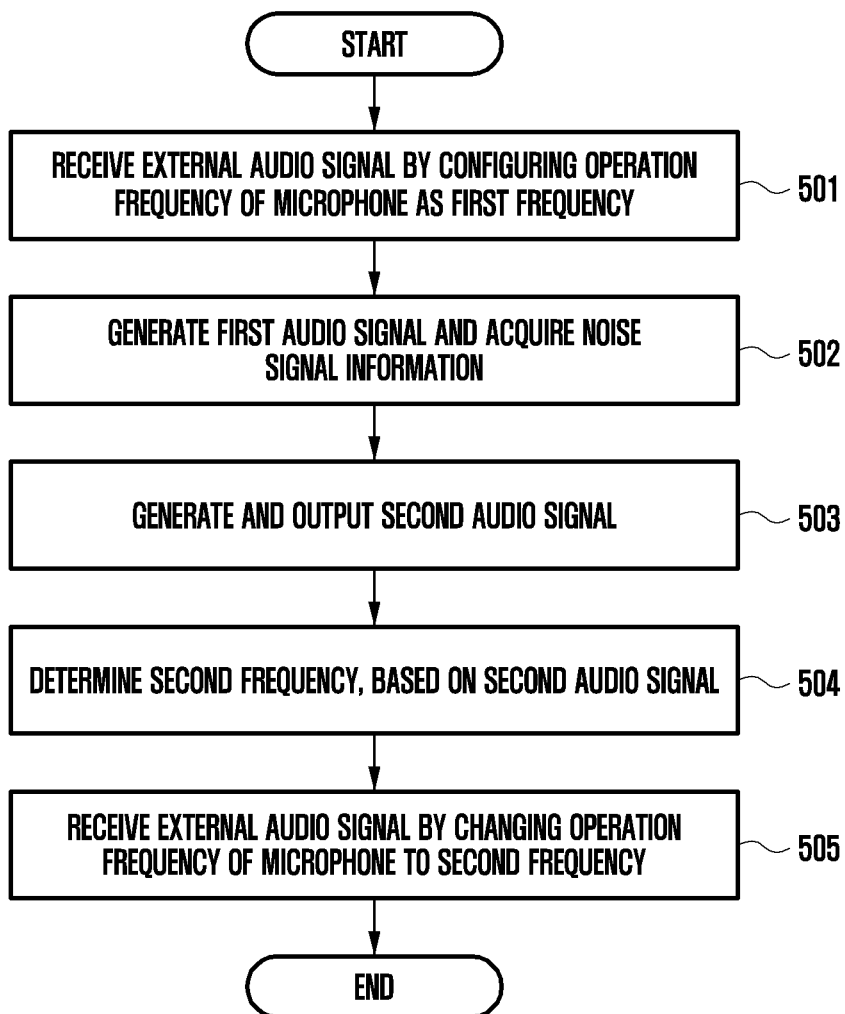 START
RECEIVE EXTERNAL AUDIO SIGNAL BY CONFIGURING OPERATION
FREQUENCY OF MICROPHONE AS FIRST FREQUENCY
501
GENERATE FIRST AUDIO SIGNAL AND ACQUIRE NOISE
SIGNAL INFORMATION
502
GENERATE AND OUTPUT SECOND AUDIO SIGNAL
503
DETERMINE SECOND FREQUENCY, BASED ON SECOND AUDIO SIGNAL
504
RECEIVE EXTERNAL AUDIO SIGNAL BY CHANGING OPERATION
FREQUENCY OF MICROPHONE TO SECOND FREQUENCY
505
END